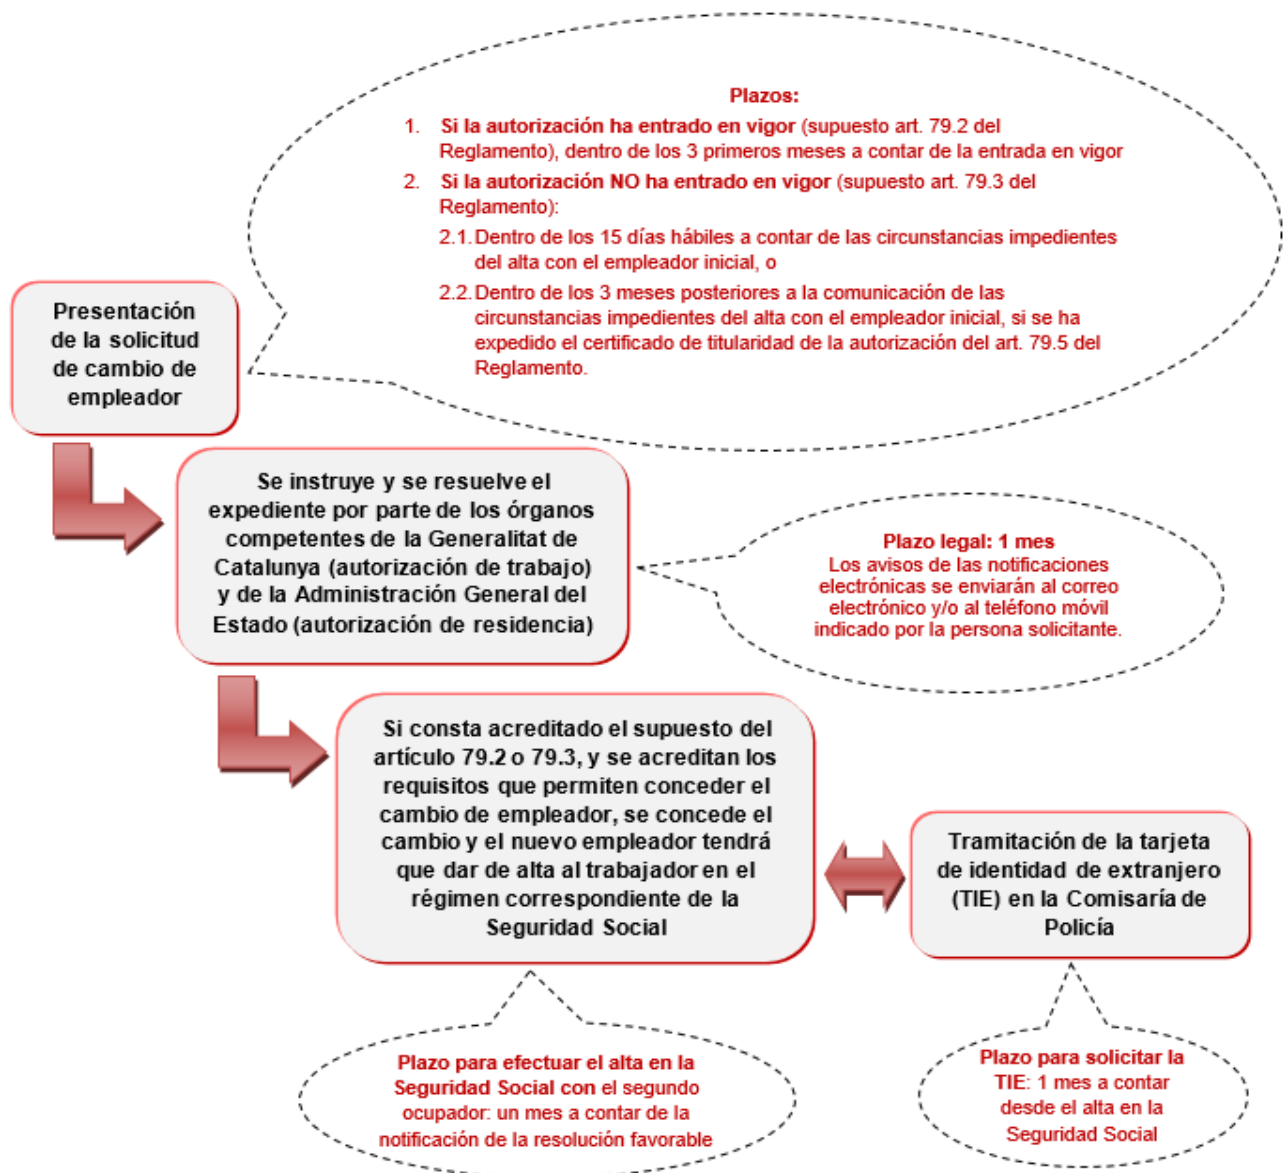 Plazos:
1. Si la autorización ha entrado en vigor (supuesto art. 79.2 del
Reglamento), dentro de los 3 primeros meses a contar de la entrada en vigor
2. Si la autorización NO ha entrado en vigor (supuesto art. 79.3 del
Reglamento):
2.1. Dentro de los 15 días hábiles a contar de las circunstancias impedientes
del alta con el empleador inicial, o
2.2. Dentro de los 3 meses posteriores a la comunicación de las
circunstancias impedientes del alta con el empleador inicial, si se ha
expedido el certificado de titularidad de la autorización del art. 79.5 del
Reglamento.
Presentación
de la solicitud
de cambio de
empleador
Se instruye y se resuelve el
expediente por parte de los órganos
competentes de la Generalitat de
Catalunya (autorización de trabajo)
y de la Administración General del
Estado (autorización de residencia)
Plazo legal: 1 mes
Los avisos de las notificaciones
electrónicas se enviarán al correo
electrónico y/o al teléfono móvil
indicado por la persona solicitante.
Si consta acreditado el supuesto del
artículo 79.2 o 79.3, y se acreditan los
requisitos que permiten conceder el
cambio de empleador, se concede el
cambio y el nuevo empleador tendrá
que dar de alta al trabajador en el
régimen correspondiente de la
Seguridad Social
Tramitación de la tarjeta
de identidad de extranjero
(TIE) en la Comisaría de
Policía
Plazo para efectuar el alta en la
Seguridad Social con el segundo
ocupador: un mes a contar de la
notificación de la resolución favorable
Plazo para solicitar la
TIE: 1 mes a contar
desde el alta en la
Seguridad Social